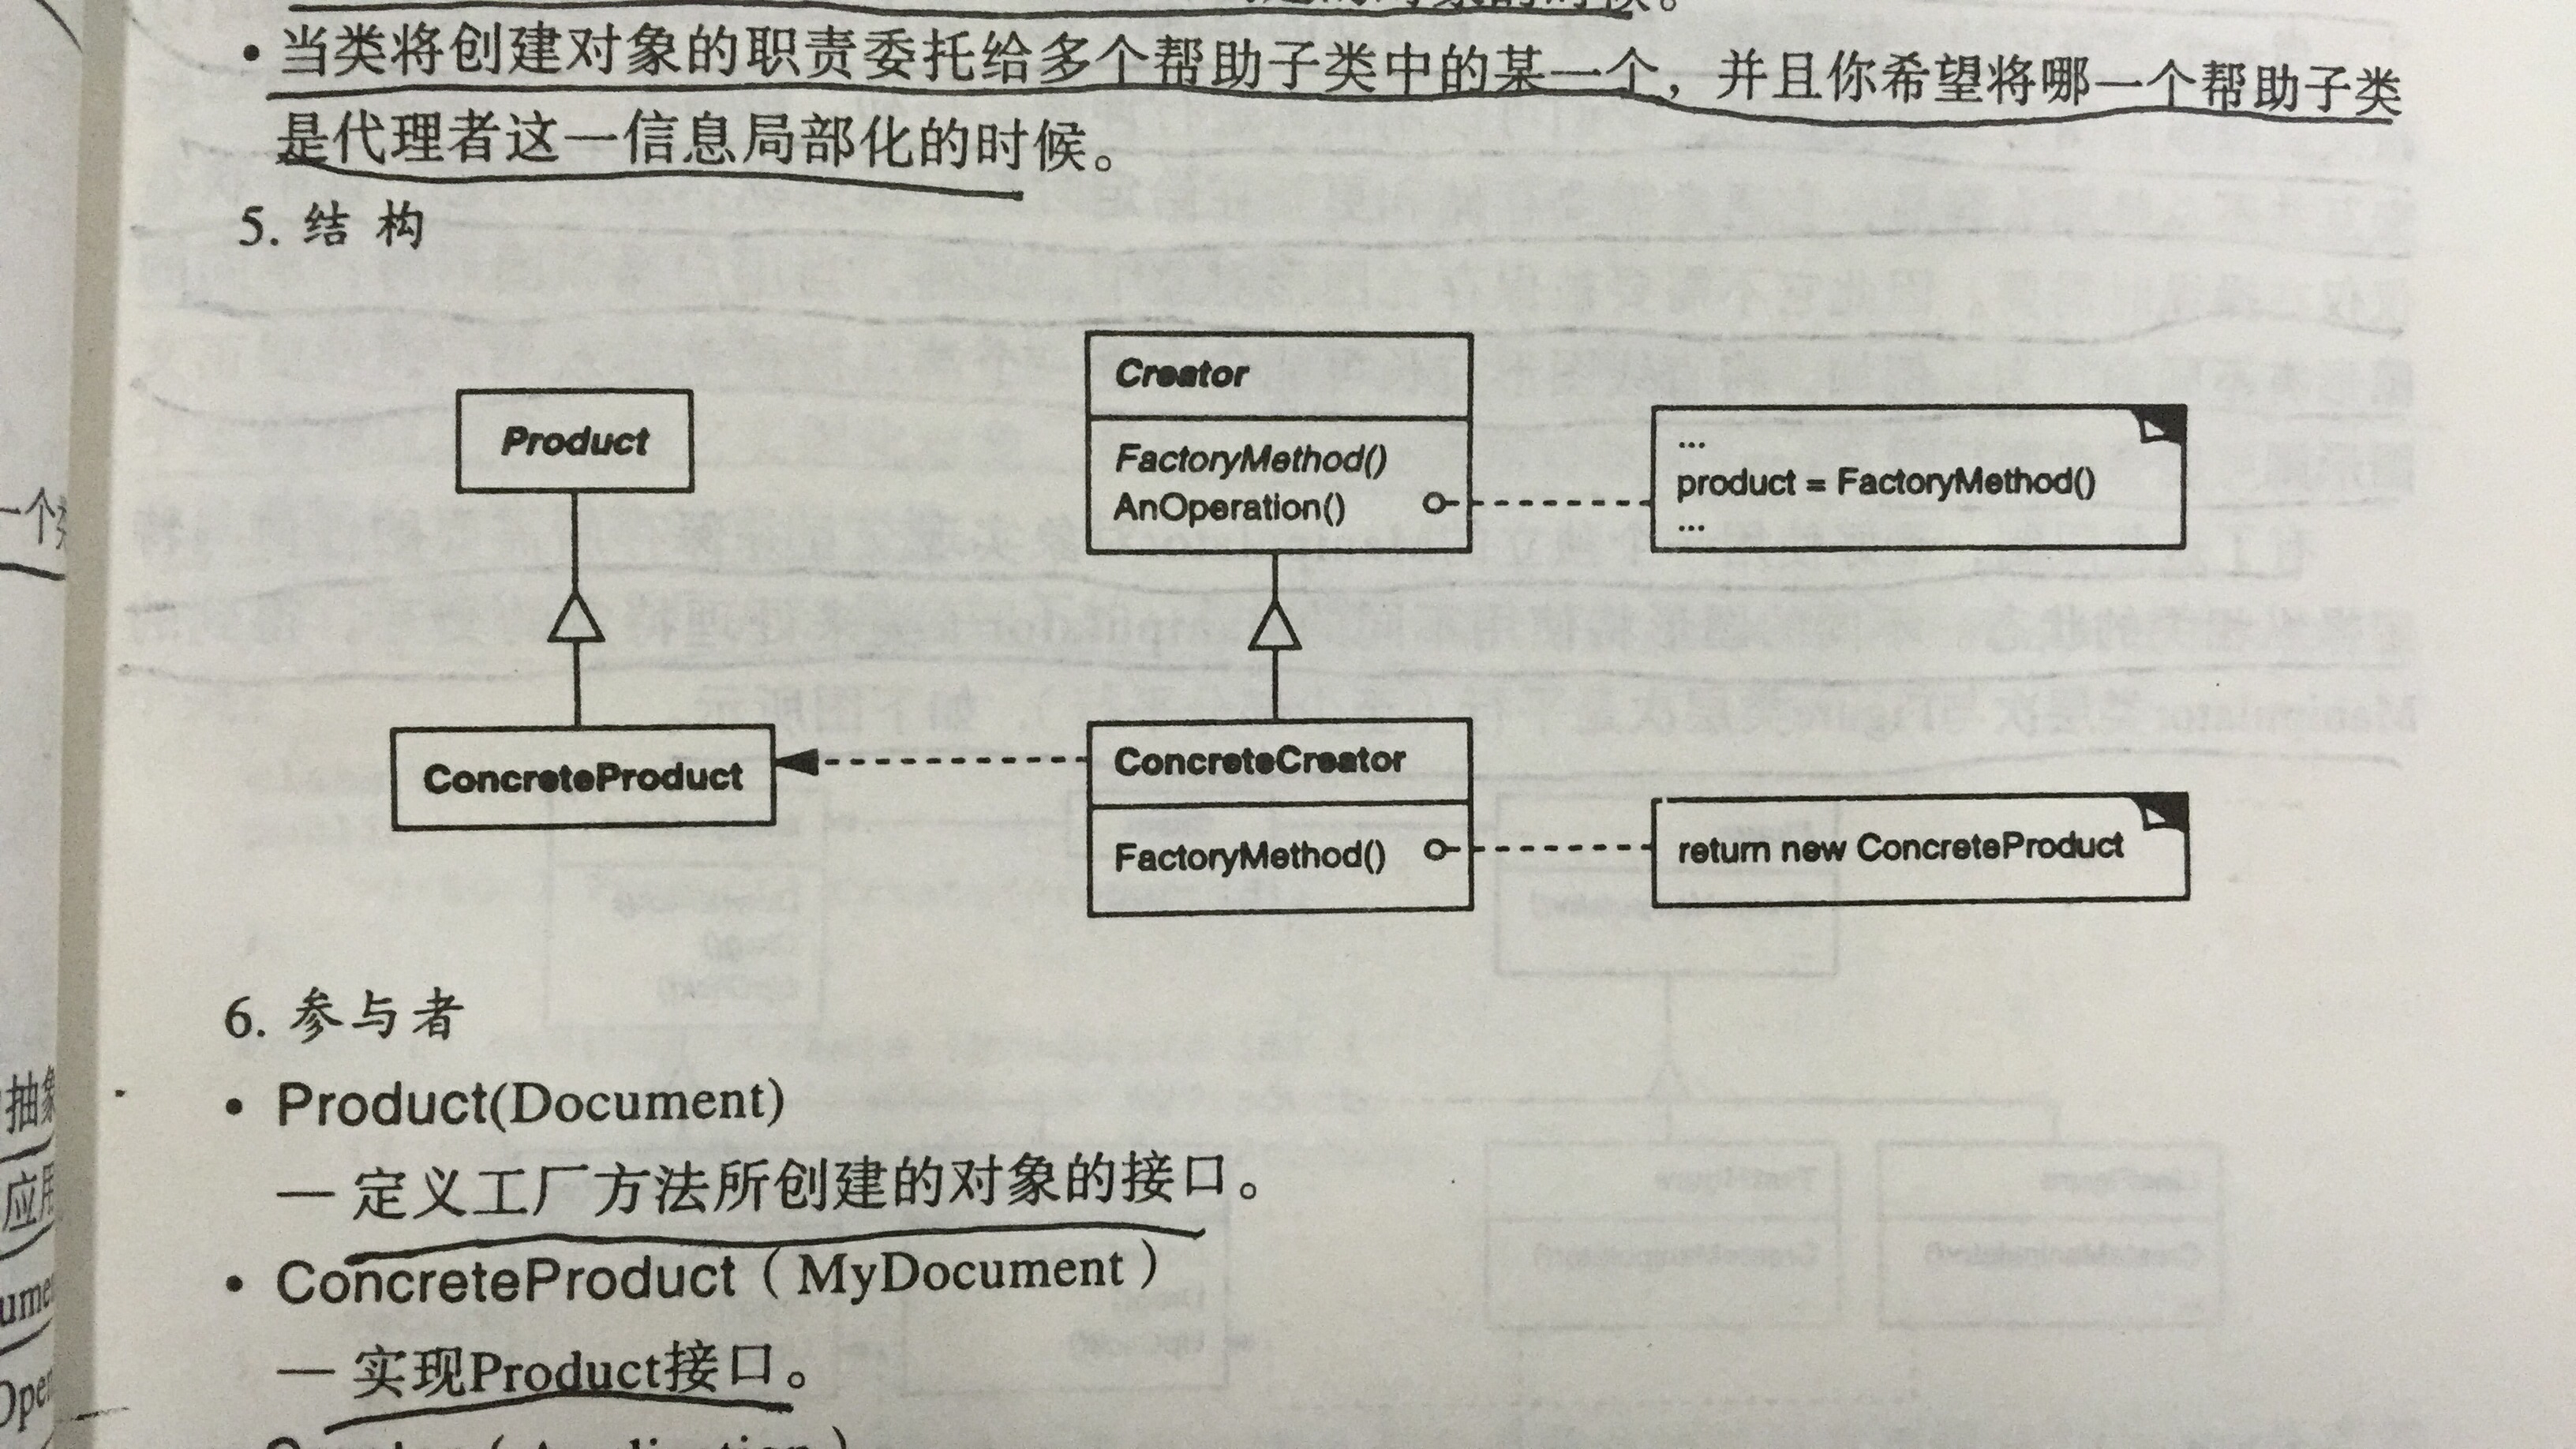 •当类将创建对象的职责委托给多个帮助子类中的某一个，并且你希望将哪一个帮助子类
是代理者这一信息局部化的时候。
5. 结 构
Creator
Product
FactoryMethod()
AnOperation()
...
product = FactoryMethod()
...
ConcreteProduct
ConcreteCreator
FactoryMethod()
return new ConcreteProduct
6. 参与者
• Product(Document)
— 定义工厂方法所创建的对象的接口。
• ConcreteProduct（MyDocument）
— 实现Product接口。